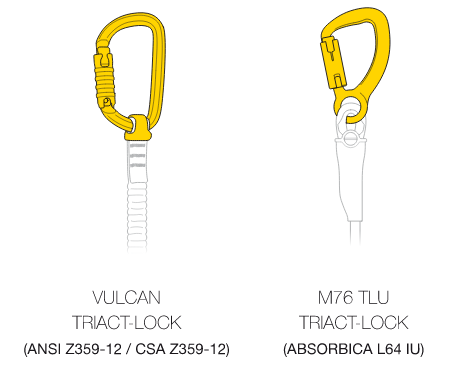 VULCAN
TRIACT-LOCK
(ANSI Z359-12 / CSA Z359-12)
M76 TLU
TRIACT-LOCK
(ABSORBICA L64 IU)